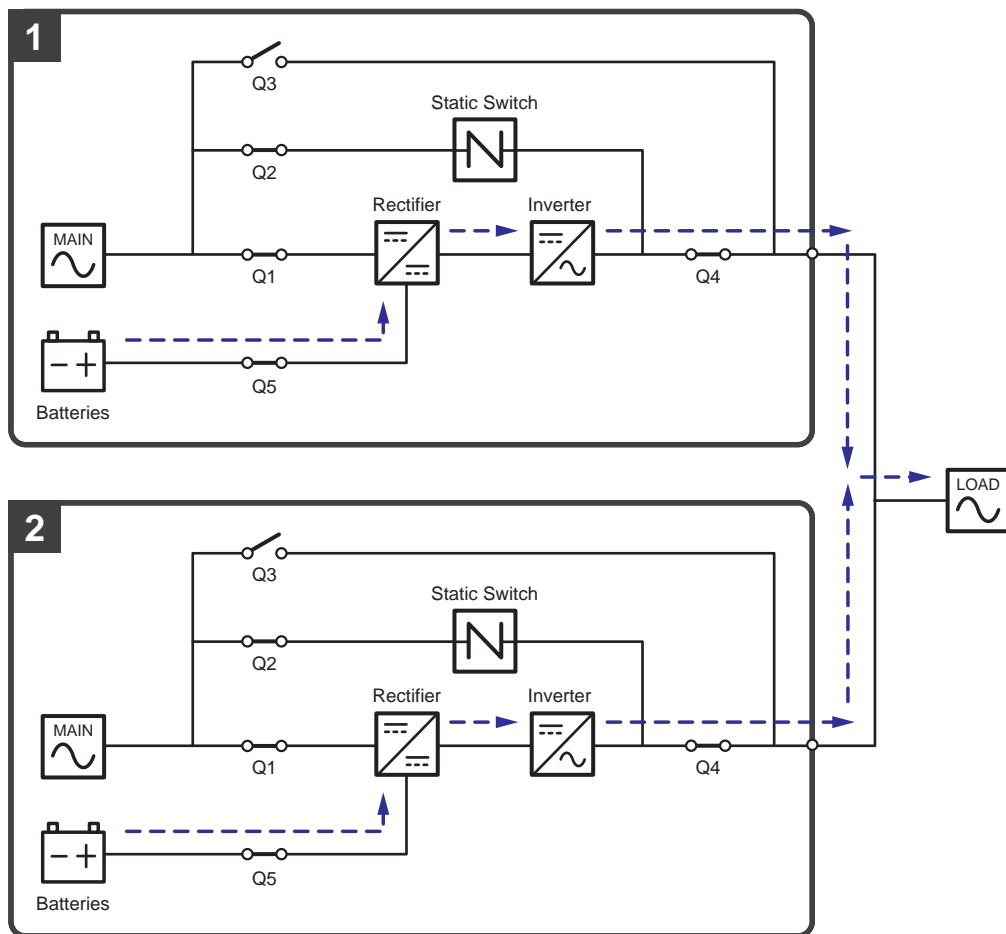 1
Q3
Static Switch
Q2
Rectifier
Inverter
MAIN
Q1
Q4
Q5
Batteries
LOAD
2
Q3
Static Switch
Q2
Rectifier
Inverter
MAIN
Q1
Q4
Q5
Batteries